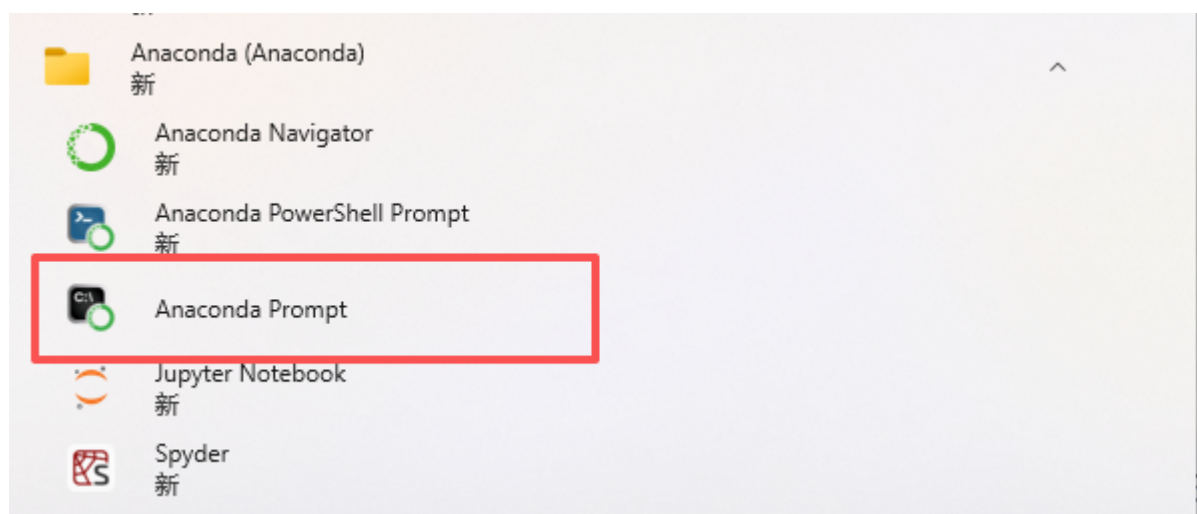 Anaconda (Anaconda)
新
Anaconda Navigator
新
Anaconda PowerShell Prompt
新
C:\
Anaconda Prompt
Jupyter Notebook
新
Spyder
新